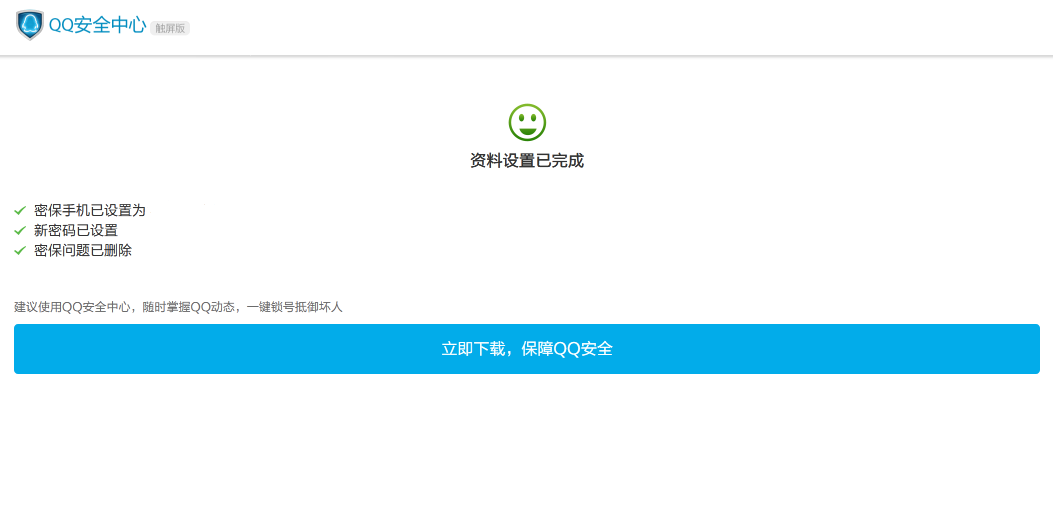 QQ安全中心 触屏版
资料设置已完成
密保手机已设置为
新密码已设置
密保问题已删除
建议使用QQ安全中心，随时掌握QQ动态，一键锁号抵御坏人
立即下载，保障QQ安全